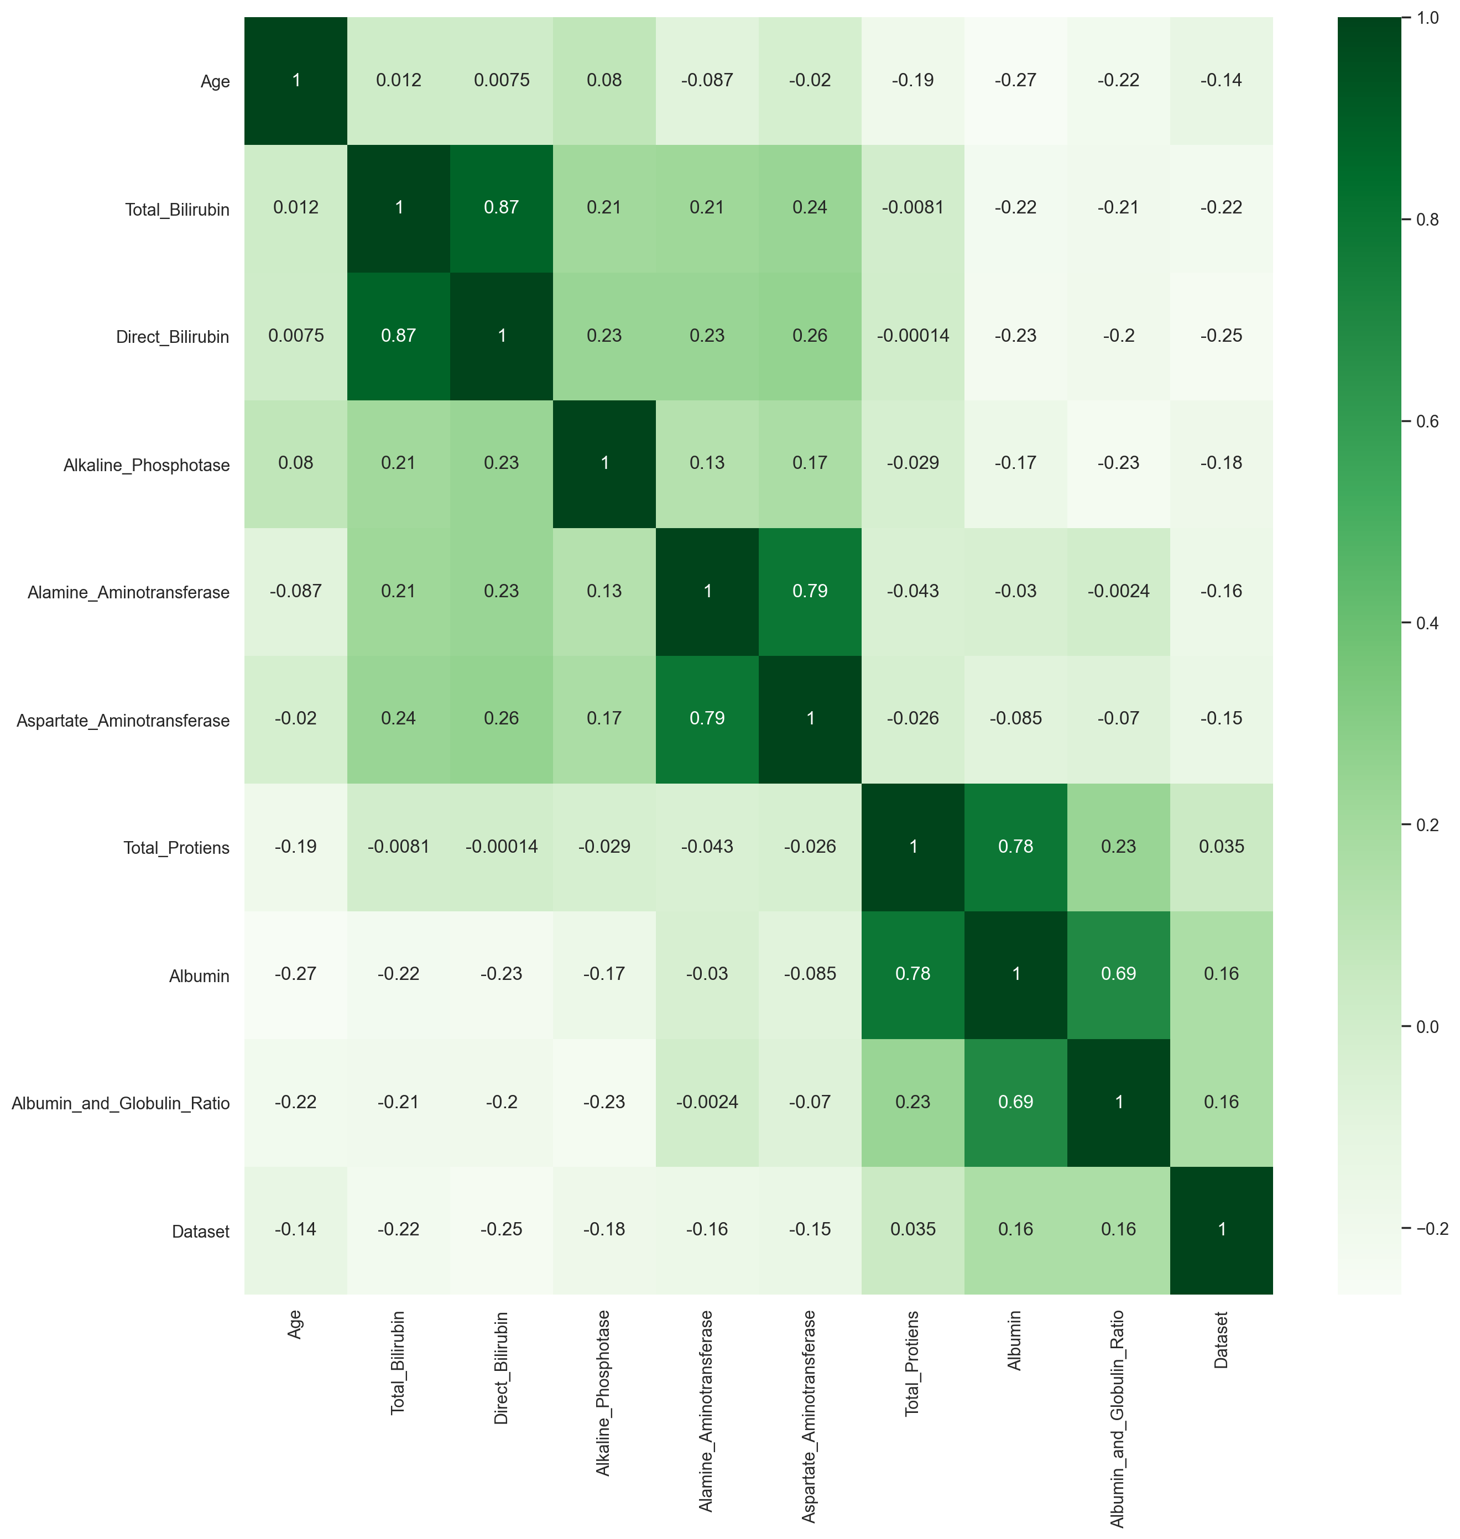 Age 1 0.012 0.0075 0.08 -0.087 -0.02 -0.19 -0.27 -0.22 -0.14
Total_Bilirubin 0.012 1 0.87 0.21 0.21 0.24 -0.0081 -0.22 -0.21 -0.22
Direct_Bilirubin 0.0075 0.87 1 0.23 0.23 0.26 -0.00014 -0.23 -0.2 -0.25
Alkaline_Phosphotase 0.08 0.21 0.23 1 0.13 0.17 -0.029 -0.17 -0.23 -0.18
Alamine_Aminotransferase -0.087 0.21 0.23 0.13 1 0.79 -0.043 -0.03 -0.0024 -0.16
Aspartate_Aminotransferase -0.02 0.24 0.26 0.17 0.79 1 -0.026 -0.085 -0.07 -0.15
Total_Protiens -0.19 -0.0081 -0.00014 -0.029 -0.043 -0.026 1 0.78 0.23 0.035
Albumin -0.27 -0.22 -0.23 -0.17 -0.03 -0.085 0.78 1 0.69 0.16
Albumin_and_Globulin_Ratio -0.22 -0.21 -0.2 -0.23 -0.0024 -0.07 0.23 0.69 1 0.16
Dataset -0.14 -0.22 -0.25 -0.18 -0.16 -0.15 0.035 0.16 0.16 1
Age
Total_Bilirubin
Direct_Bilirubin
Alkaline_Phosphotase
Alamine_Aminotransferase
Aspartate_Aminotransferase
Total_Protiens
Albumin
Albumin_and_Globulin_Ratio
Dataset
1.0
0.8
0.6
0.4
0.2
0.0
−0.2